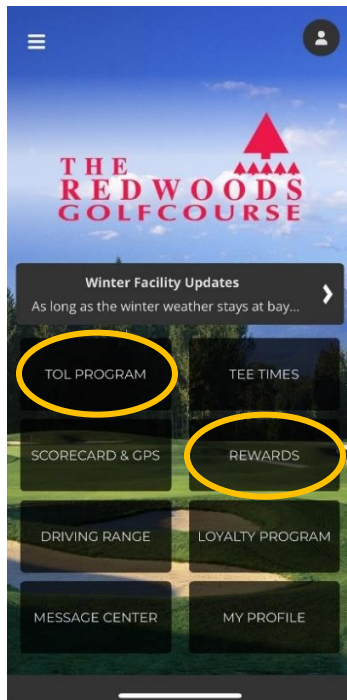 THE
REDWOODS
GOLFCOURSE
Winter Facility Updates
As long as the winter weather stays at bay...
TOL PROGRAM
TEE TIMES
SCORECARD & GPS
REWARDS
DRIVING RANGE
LOYALTY PROGRAM
MESSAGE CENTER
MY PROFILE